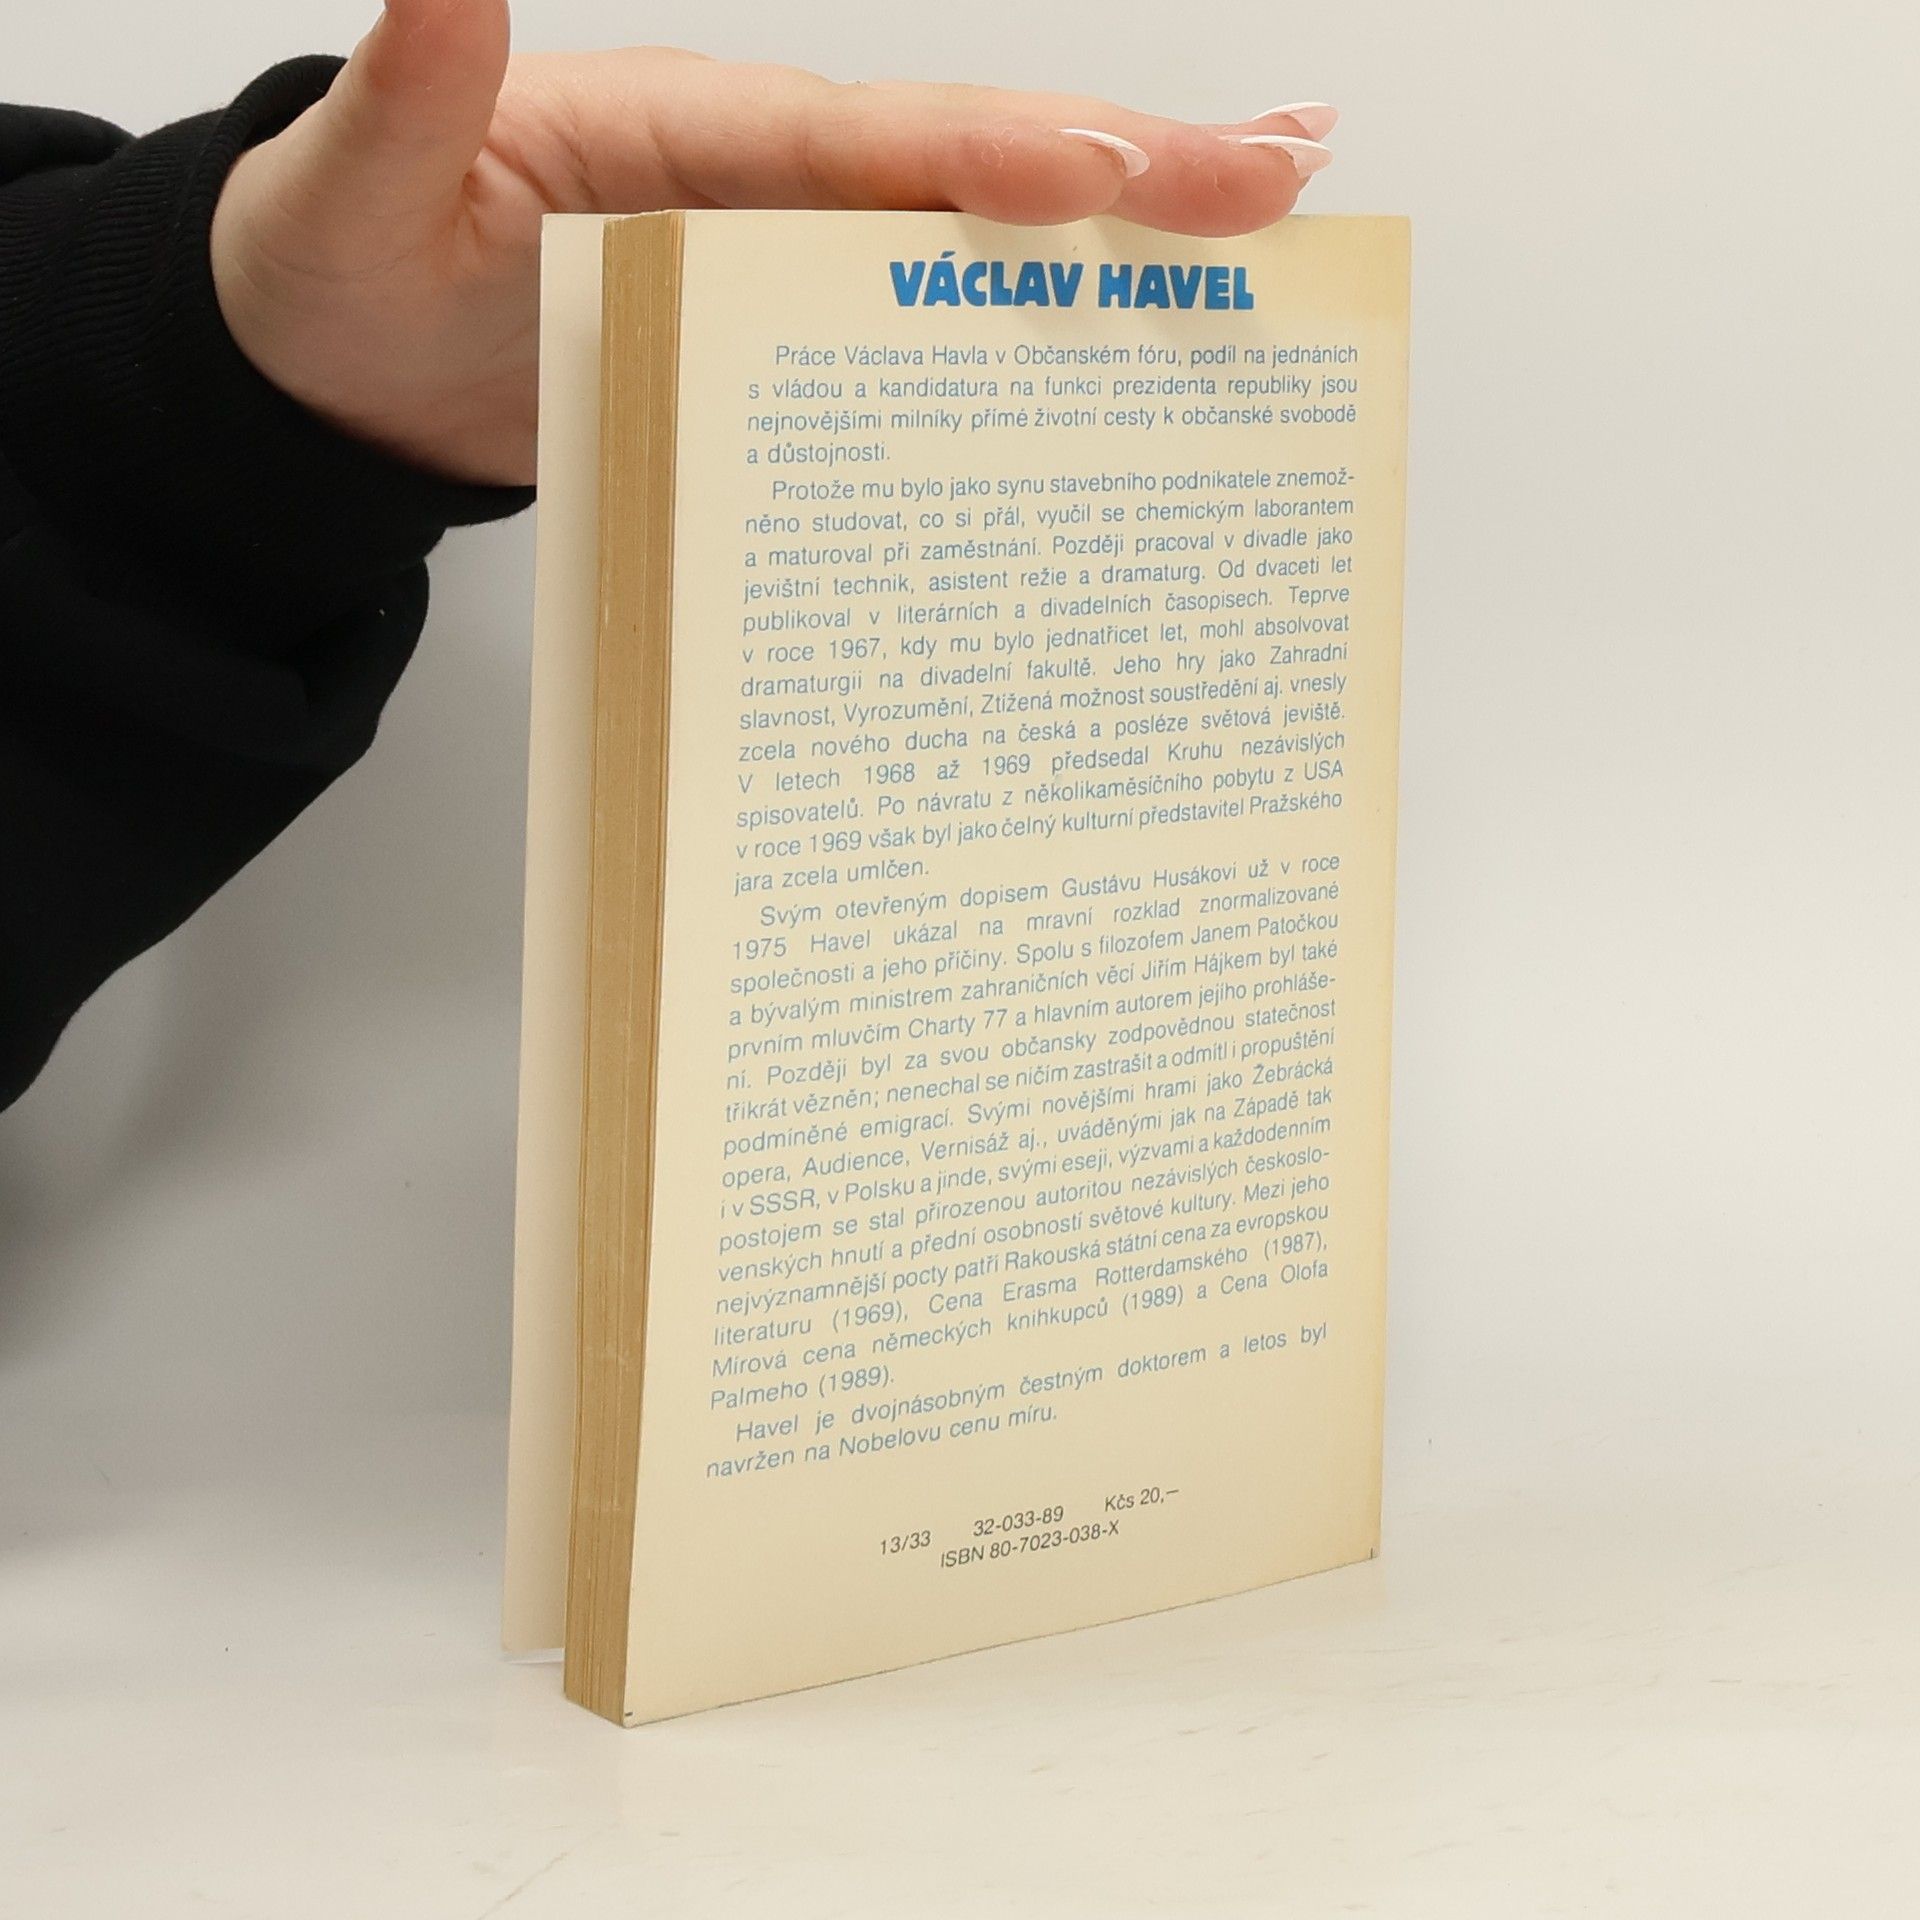 VÁCLAV HAVEL
Práce Václava Havla v Občanském fóru, podíl na jednáních
s vládou a kandidatura na funkci prezidenta republiky jsou
nejnovějšími milníky přímé životní cesty k občanské svobodě
a důstojnosti.
Protože mu bylo jako synu stavebního podnikatele znemož-
něno studovat, co si přál, vyučil se chemickým laborantem
a maturoval při zaměstnání. Později pracoval v divadle jako
jevištní technik, asistent režie a dramaturg. Od dvaceti let
publikoval v literárních a divadelních časopisech. Teprve
v roce 1967, kdy mu bylo jednatřicet let, mohl absolvovat
dramaturgii na divadelní fakultě. Jeho hry jako Zahradní
slavnost, Vyrozumění, Ztížená možnost soustředění aj. vnesly
zcela nového ducha na česká a posléze světová jeviště.
V letech 1968 až 1969 předsedal Kruhu nezávislých
spisovatelů. Po návratu z několikaměsíčního pobytu z USA
v roce 1969 však byl jako čelný kulturní představitel Pražského
jara zcela umlčen.
Svým otevřeným dopisem Gustávu Husákovi už v roce
1975 Havel ukázal na mravní rozklad znormalizované
společnosti a jeho příčiny. Spolu s filozofem Janem Patočkou
a bývalým ministrem zahraničních věcí Jiřím Hájkem byl také
prvním mluvčím Charty 77 a hlavním autorem jejího prohláše-
ní. Později byl za svou občansky zodpovědnou statečnost
třikrát vězněn; nenechal se ničím zastrašit a odmítl i propuštění
podmíněné emigrací. Svými novějšími hrami jako Žebrácká
opera, Audience, Vernisáž aj., uváděnými jak na Západě tak
i v SSSR, v Polsku a jinde, svými eseji, výzvami a každodenním
postojem se stal přirozenou autoritou nezávislých českoslo-
venských hnutí a přední osobností světové kultury. Mezi jeho
nejvýznamnější pocty patří Rakouská státní cena za evropskou
literaturu (1969), Cena Erasma Rotterdamského (1987),
Mírová cena německých knihkupců (1989) a Cena Olofa
Palmeho (1989).
Havel je dvojnásobným čestným doktorem a letos byl
navržen na Nobelovu cenu míru.
13/33 32-033-89 Kčs 20,–
ISBN 80-7023-038-X